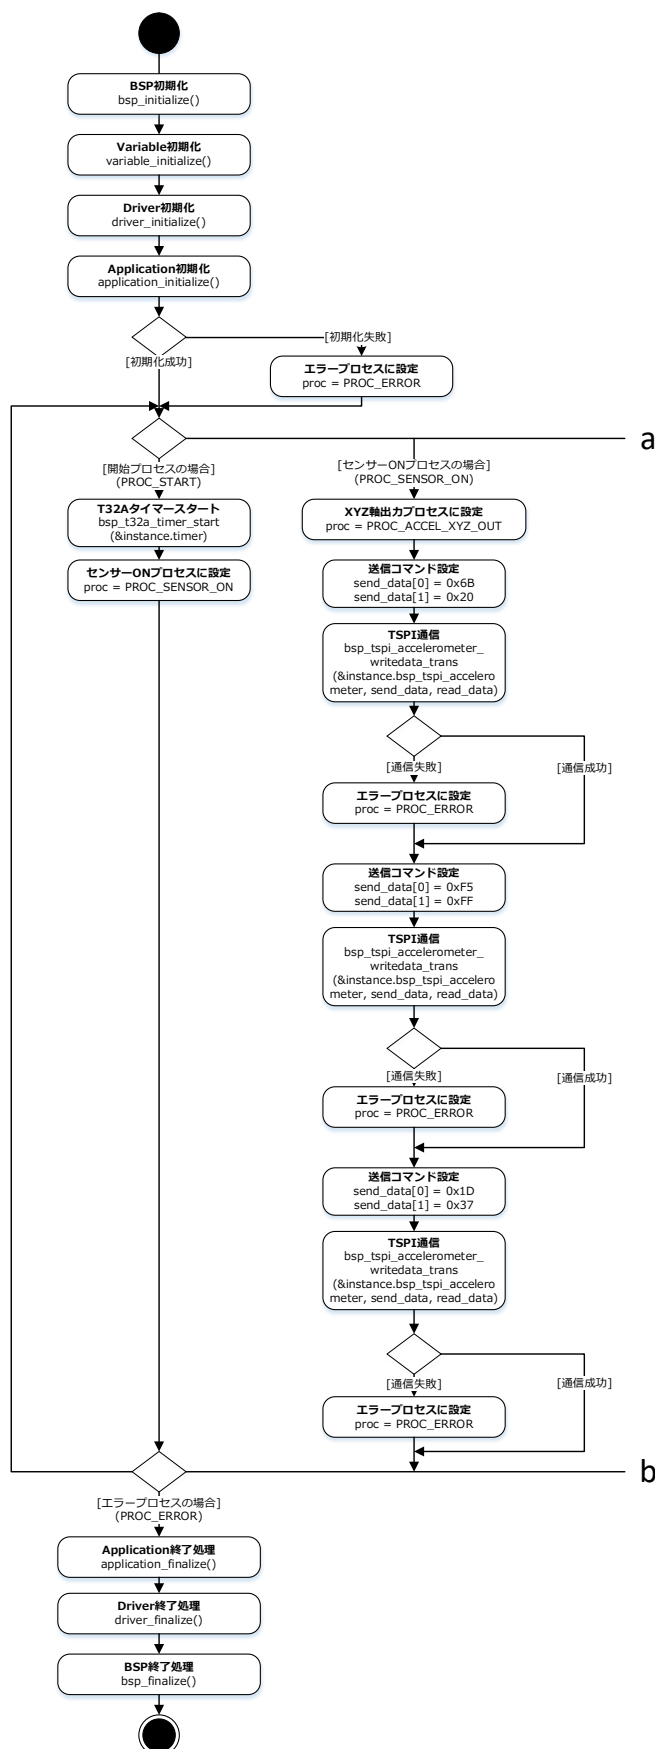 BSP初期化
bsp_initialize()
Variable初期化
variable_initialize()
Driver初期化
driver_initialize()
Application初期化
application_initialize()
[初期化失敗]
[初期化成功]
エラープロセスに設定
proc = PROC_ERROR
a
[開始プロセスの場合]
(PROC_START)
[センサーONプロセスの場合]
(PROC_SENSOR_ON)
T32Aタイマースタート
bsp_t32a_timer_start
(&instance.timer)
センサーONプロセスに設定
proc = PROC_SENSOR_ON
XYZ軸出力プロセスに設定
proc = PROC_ACCEL_XYZ_OUT
送信コマンド設定
send_data[0] = 0x6B
send_data[1] = 0x20
TSPI通信
bsp_tspi_accelerometer_
writedata_trans
(&instance.bsp_tspi_accelero
meter, send_data, read_data)
[通信失敗]
[通信成功]
エラープロセスに設定
proc = PROC_ERROR
送信コマンド設定
send_data[0] = 0xF5
send_data[1] = 0xFF
TSPI通信
bsp_tspi_accelerometer_
writedata_trans
(&instance.bsp_tspi_accelero
meter, send_data, read_data)
[通信失敗]
[通信成功]
エラープロセスに設定
proc = PROC_ERROR
送信コマンド設定
send_data[0] = 0x1D
send_data[1] = 0x37
TSPI通信
bsp_tspi_accelerometer_
writedata_trans
(&instance.bsp_tspi_accelero
meter, send_data, read_data)
[通信失敗]
[通信成功]
エラープロセスに設定
proc = PROC_ERROR
b
[エラープロセスの場合]
(PROC_ERROR)
Application終了処理
application_finalize()
Driver終了処理
driver_finalize()
BSP終了処理
bsp_finalize()